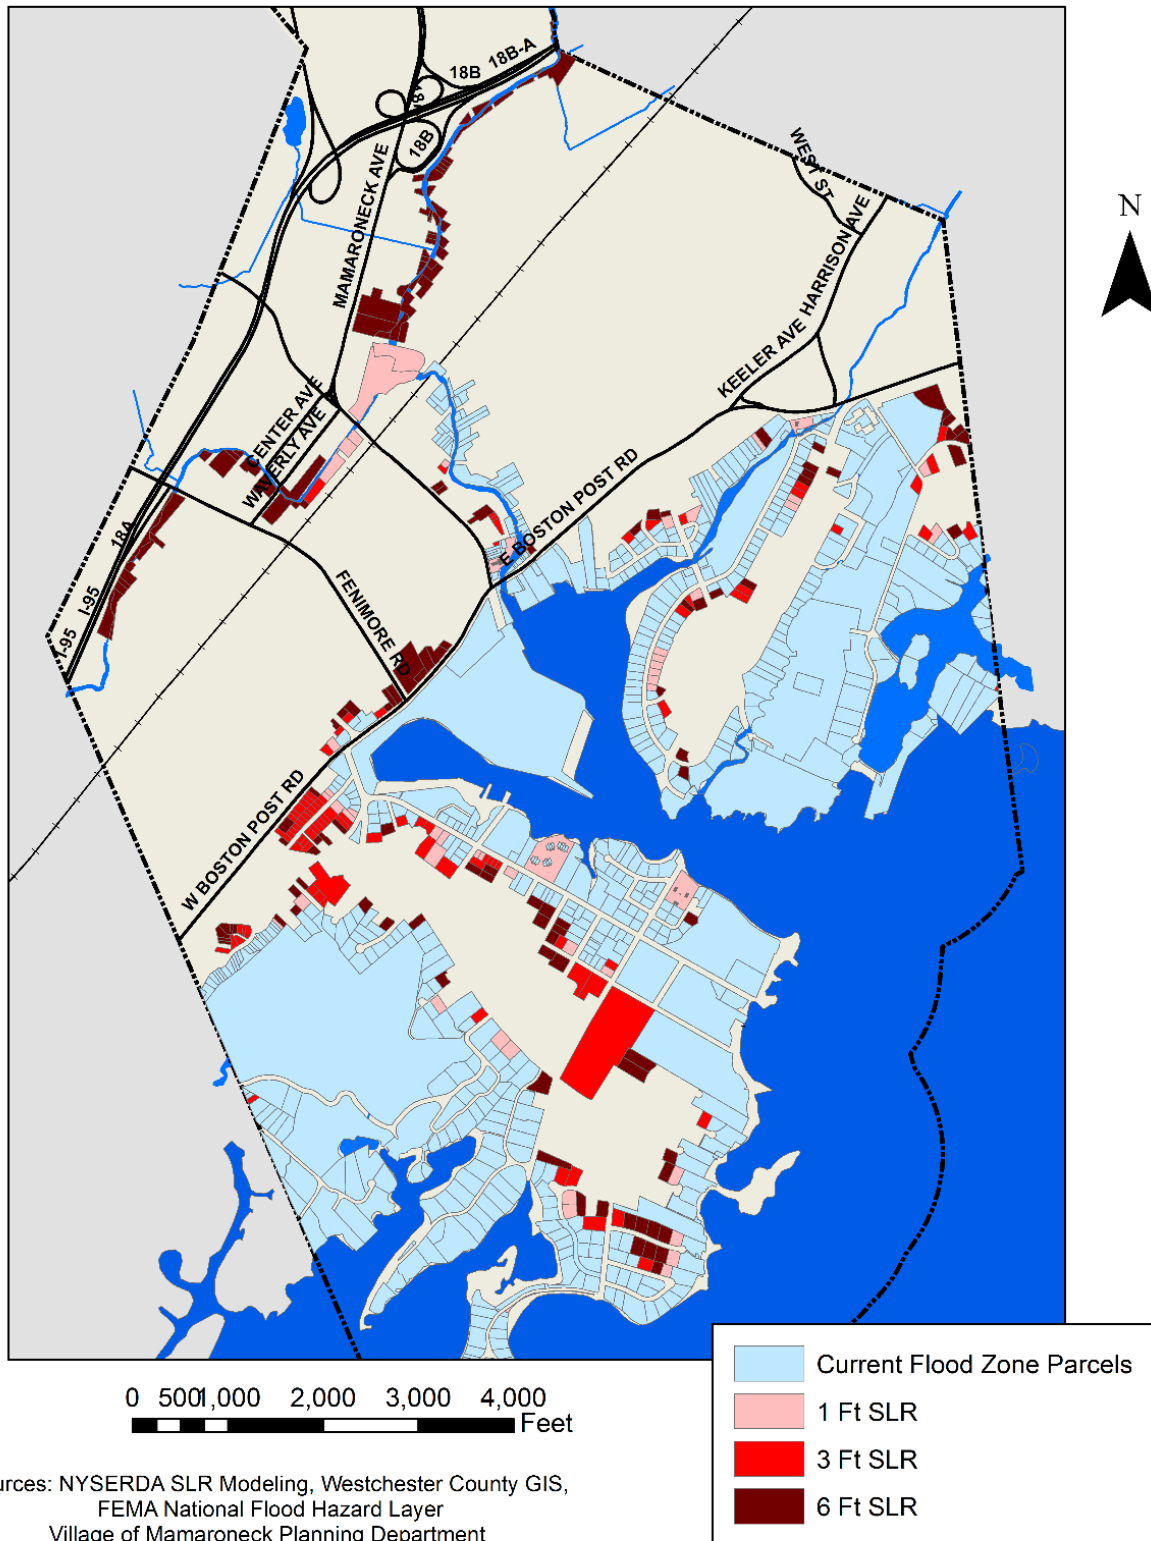 18B-A
18B
18A
18B
WEST ST
MAMARONECK AVE
HARRISON AVE
N
KEELER AVE
CENTER AVE
WAVERLY AVE
E BOSTON POST RD
18A
I-95
I-95
FENIMORE RD
W BOSTON POST RD
0 500 1,000 2,000 3,000 4,000
Feet
Current Flood Zone Parcels
1 Ft SLR
3 Ft SLR
6 Ft SLR
urces: NYSERDA SLR Modeling, Westchester County GIS,
FEMA National Flood Hazard Layer
Village of Mamaroneck Planning Department